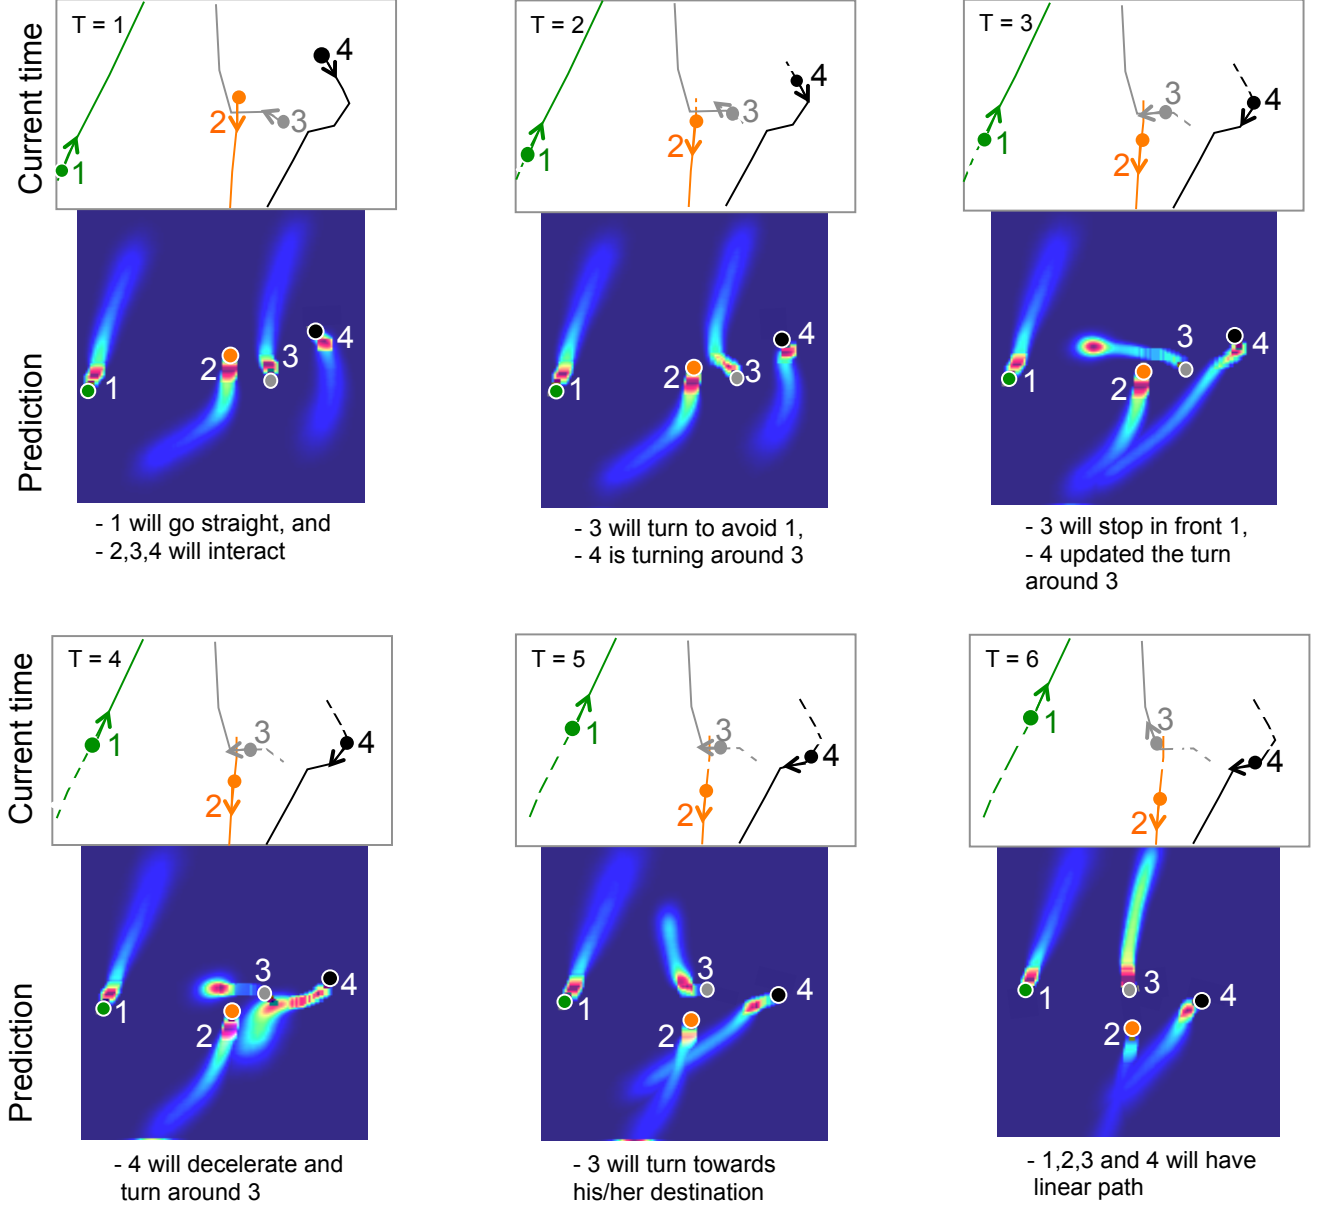 Current time
T = 1
1
2
3
4
T = 2
1
2
3
4
T = 3
1
2
3
4
Prediction
1
2
3
4
1
2
3
4
1
2
3
4
- 1 will go straight, and
- 2,3,4 will interact
- 3 will turn to avoid 1,
- 4 is turning around 3
- 3 will stop in front 1,
- 4 updated the turn
around 3
Current time
T = 4
1
2
3
4
T = 5
1
2
3
4
T = 6
1
2
3
4
Prediction
1
2
3
4
1
2
3
4
1
2
3
4
- 4 will decelerate and
turn around 3
- 3 will turn towards
his/her destination
- 1,2,3 and 4 will have
linear path